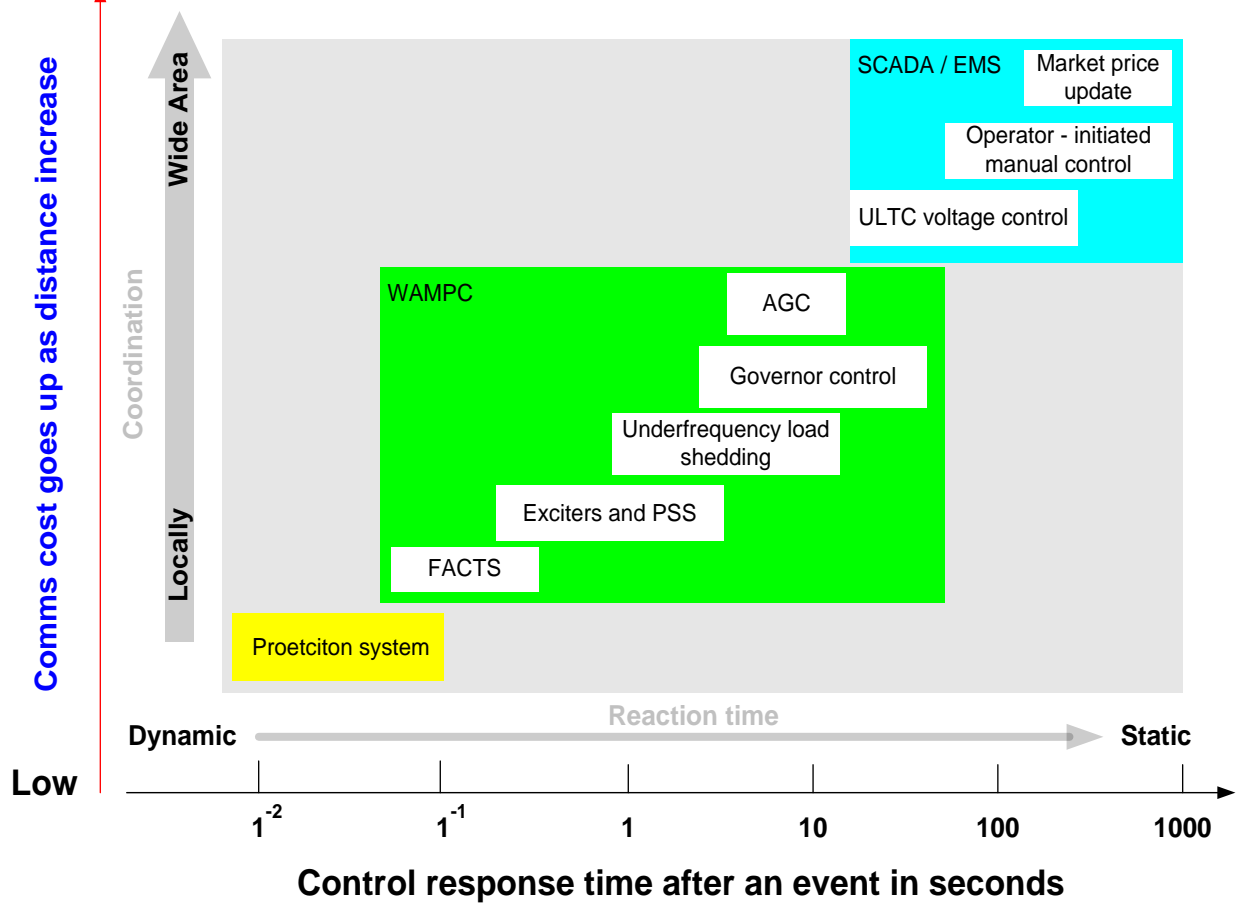 Comms cost goes up as distance increase
Wide Area
Coordination
Locally
SCADA / EMS
Market price
update
Operator - initiated
manual control
ULTC voltage control
WAMPC
AGC
Governor control
Underfrequency load
shedding
Exciters and PSS
FACTS
Proetciton system
Reaction time
Dynamic
Static
Low
1⁻² 1⁻¹ 1 10 100 1000
Control response time after an event in seconds